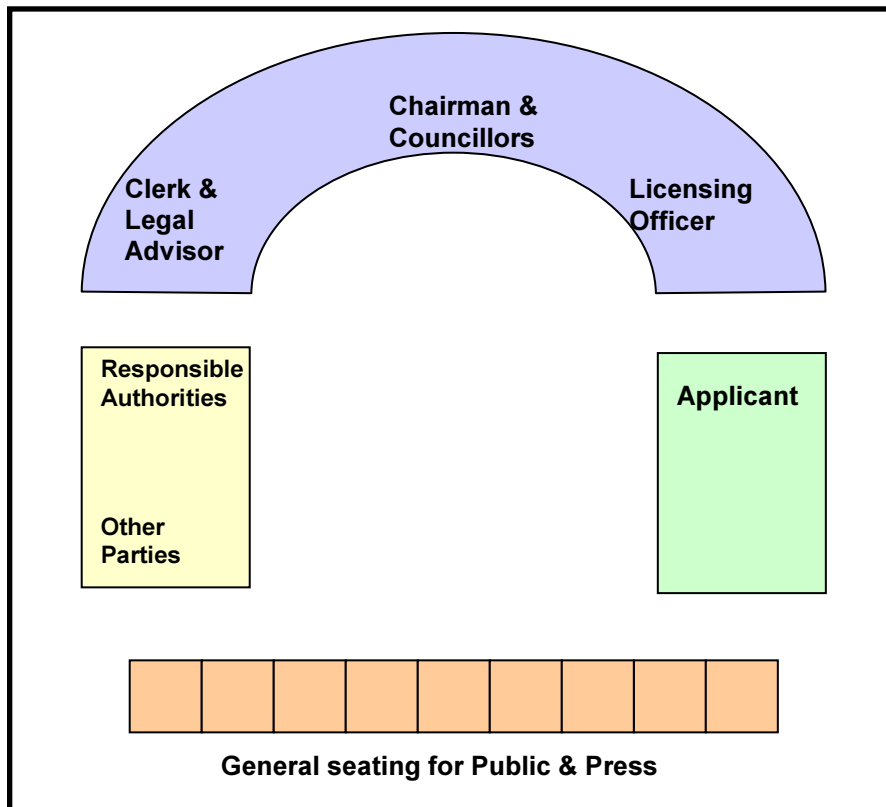 Chairman &
Councillors
Clerk &
Legal
Advisor
Licensing
Officer
Responsible
Authorities
Other
Parties
Applicant
General seating for Public & Press